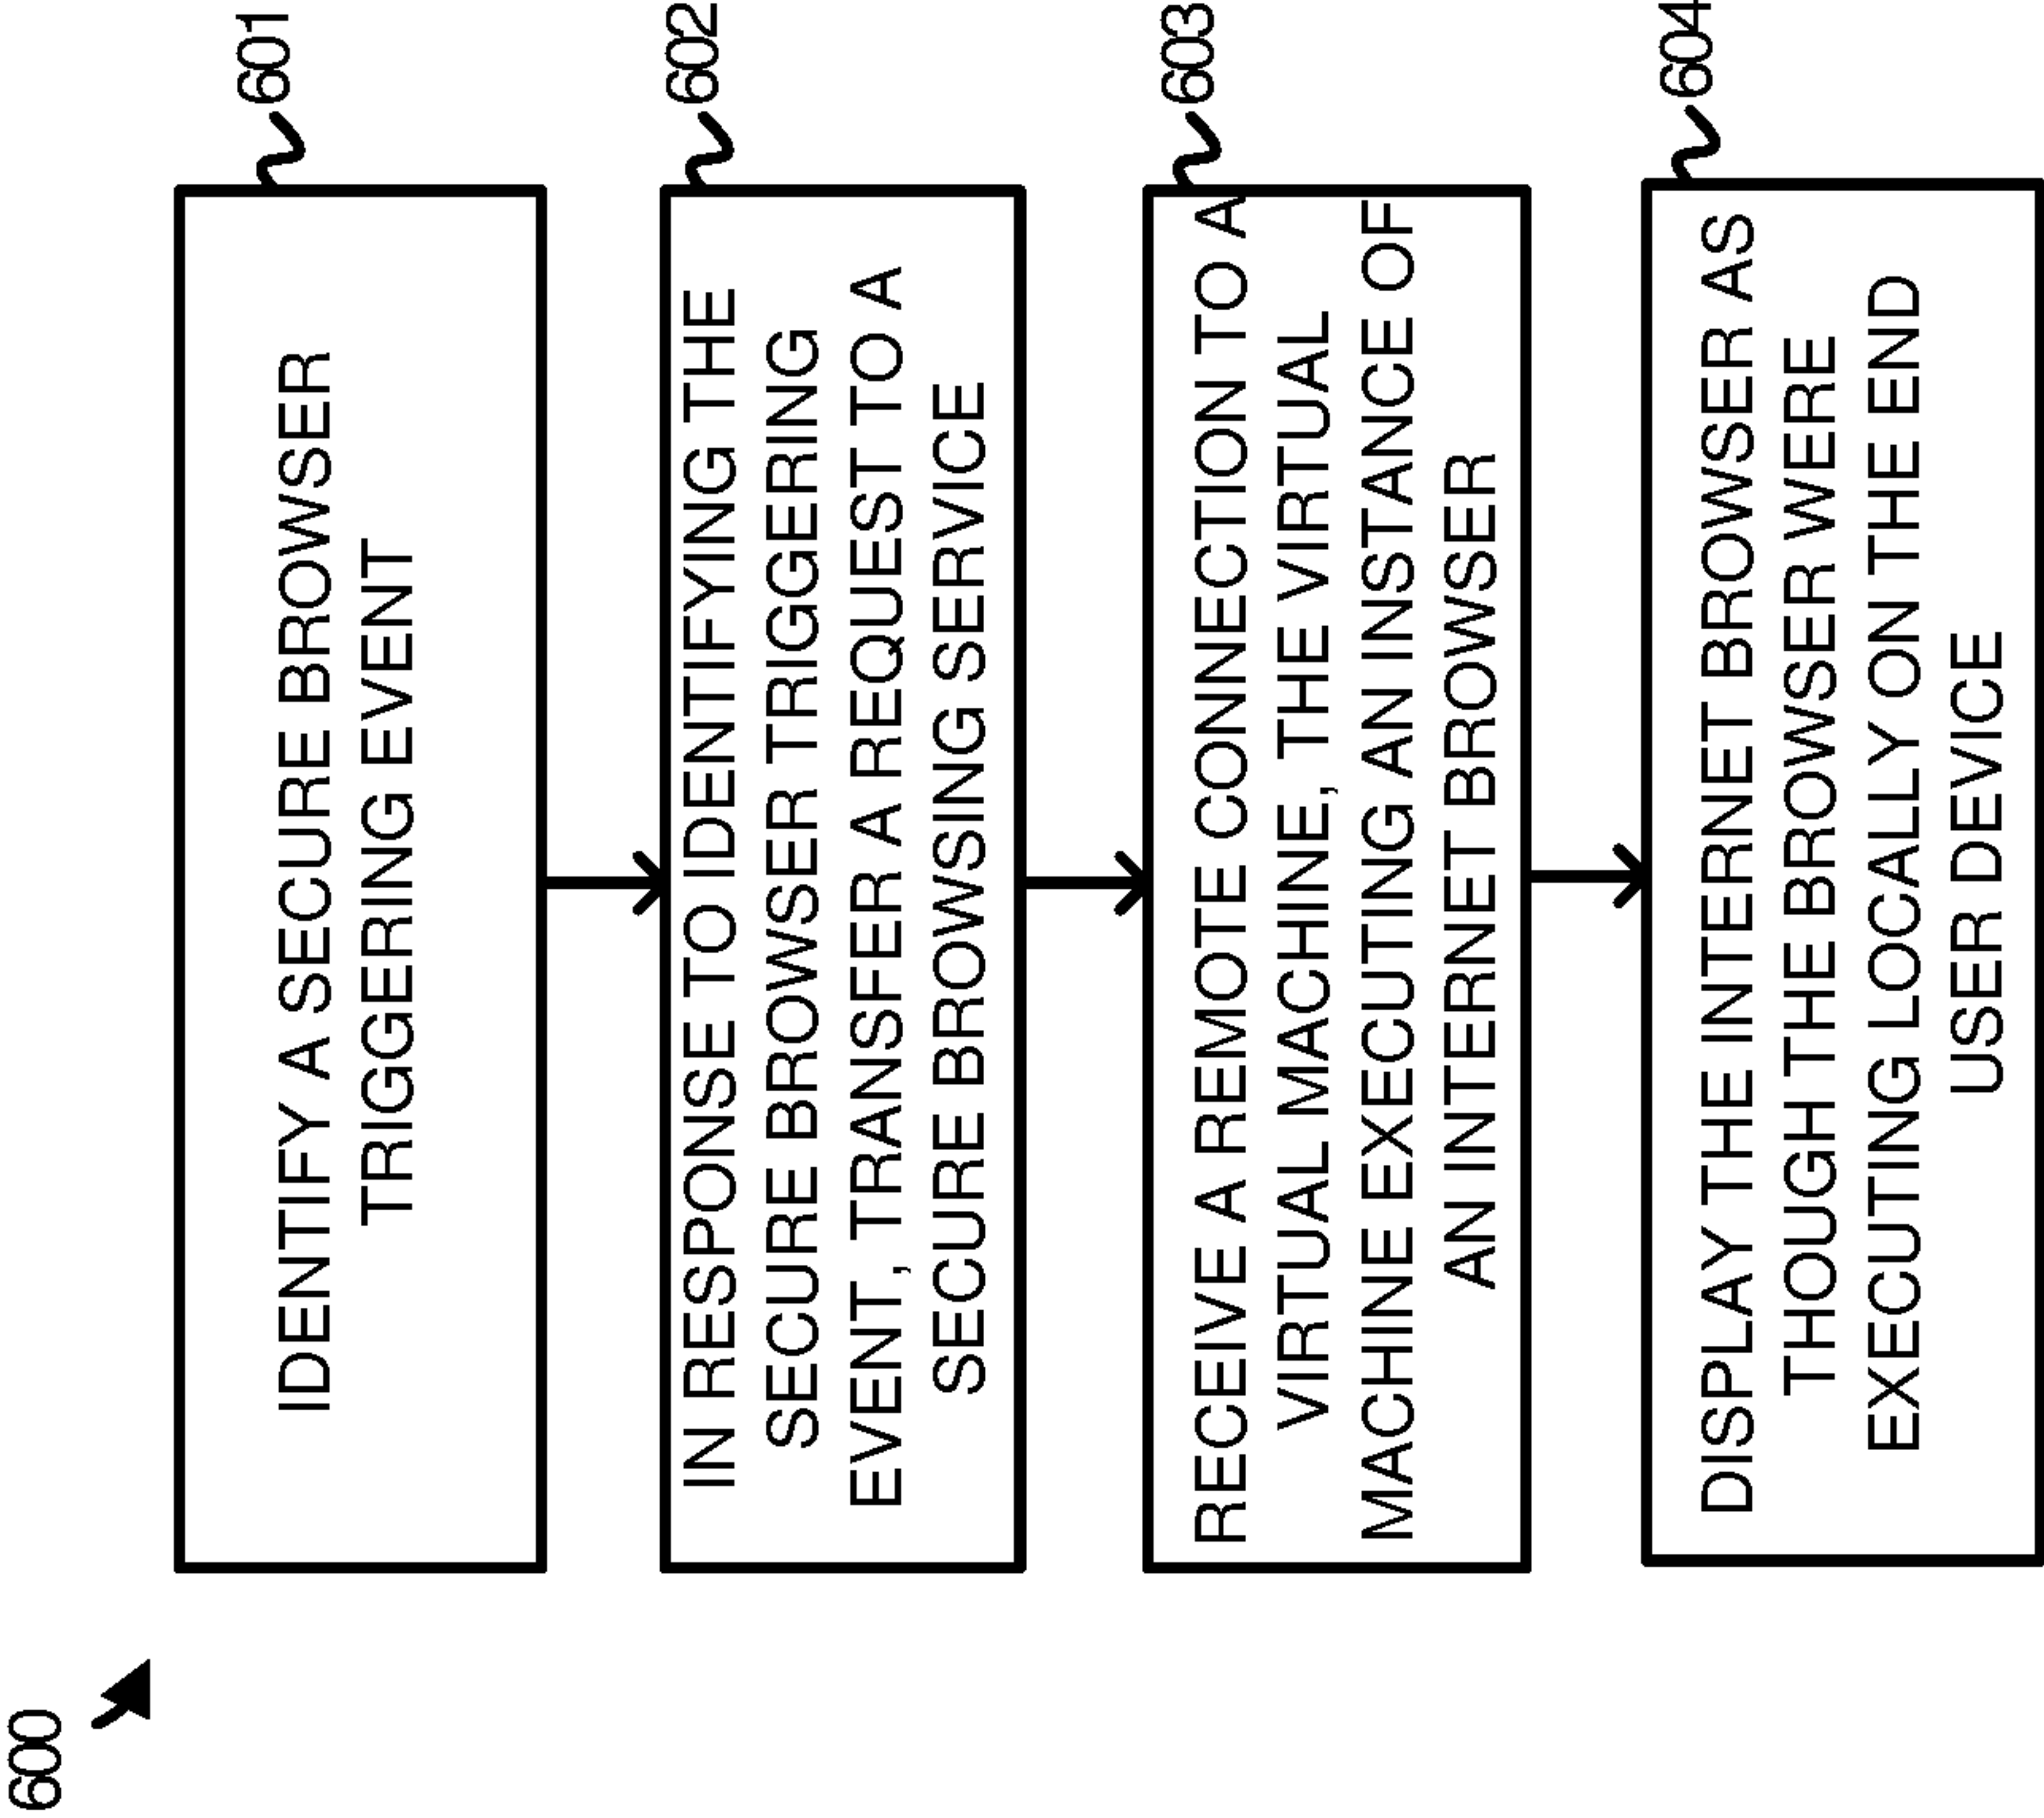 600
IDENTIFY A SECURE BROWSER
TRIGGERING EVENT
601
IN RESPONSE TO IDENTIFYING THE
SECURE BROWSER TRIGGERING
EVENT, TRANSFER A REQUEST TO A
SECURE BROWSING SERVICE
602
RECEIVE A REMOTE CONNECTION TO A
VIRTUAL MACHINE, THE VIRTUAL
MACHINE EXECUTING AN INSTANCE OF
AN INTERNET BROWSER
603
DISPLAY THE INTERNET BROWSER AS
THOUGH THE BROWSER WERE
EXECUTING LOCALLY ON THE END
USER DEVICE
604